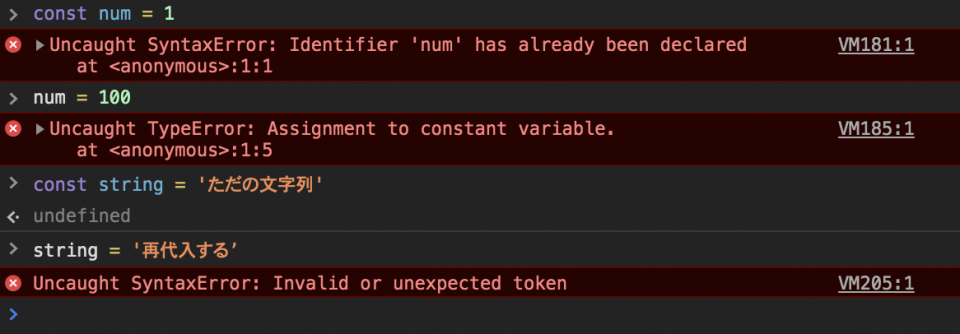 const num = 1
Uncaught SyntaxError: Identifier 'num' has already been declared VM181:1
at <anonymous>:1:1
num = 100
Uncaught TypeError: Assignment to constant variable. VM185:1
at <anonymous>:1:5
const string = 'ただの文字列'
undefined
string = '再代入する’
Uncaught SyntaxError: Invalid or unexpected token VM205:1